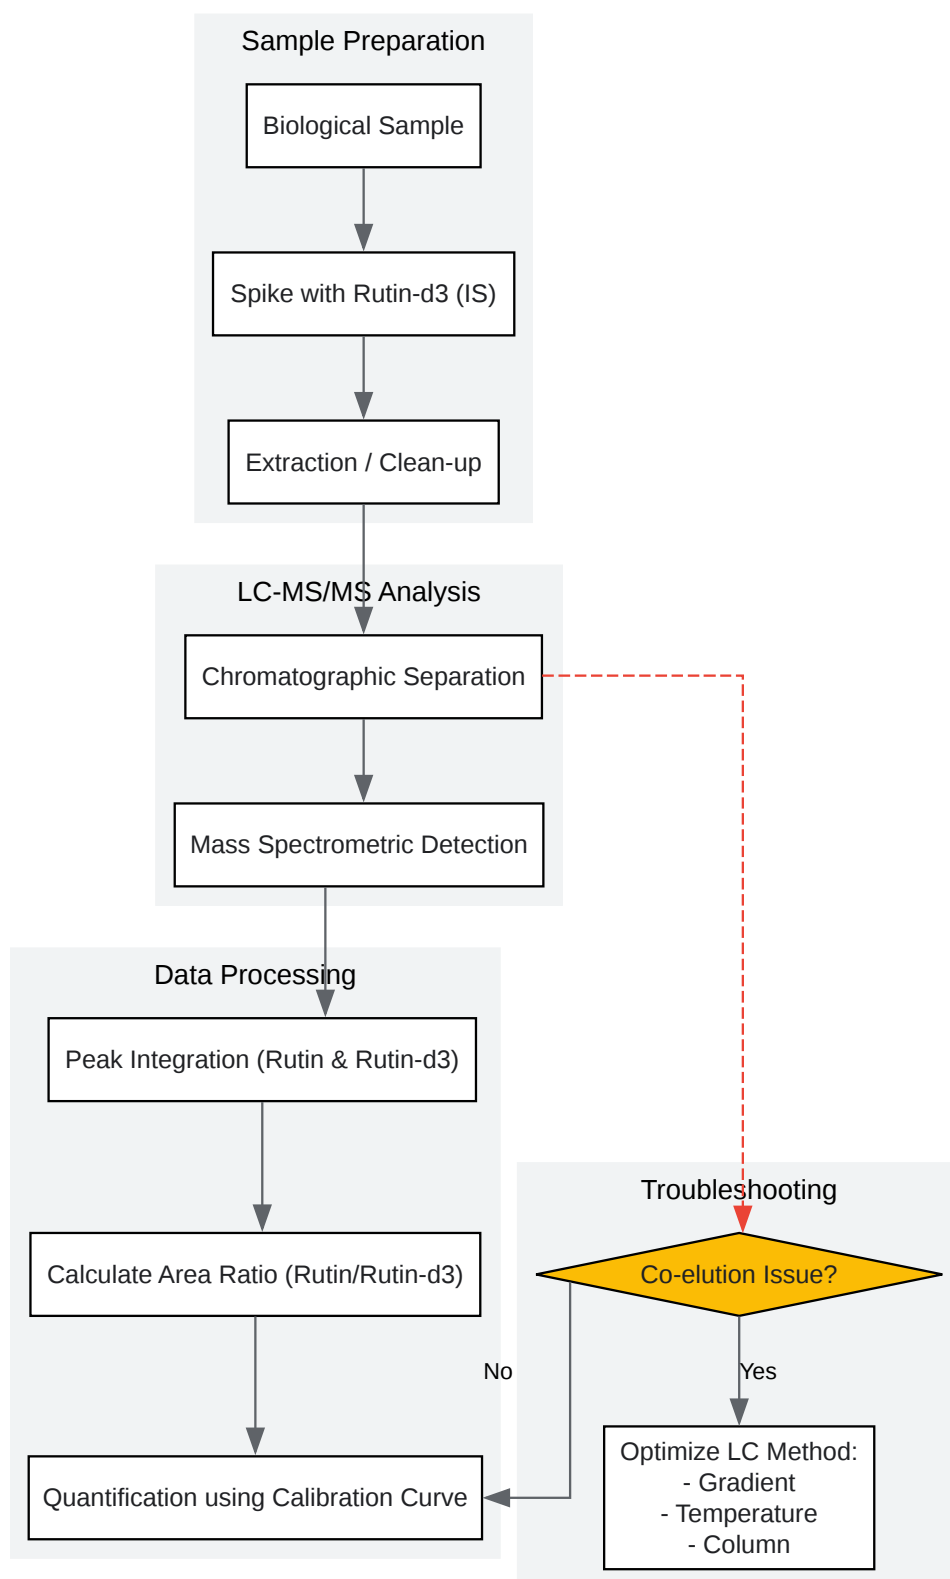 Sample Preparation
Biological Sample
Spike with Rutin-d3 (IS)
Extraction / Clean-up
LC-MS/MS Analysis
Chromatographic Separation
Mass Spectrometric Detection
Data Processing
Peak Integration (Rutin & Rutin-d3)
Troubleshooting
Calculate Area Ratio (Rutin/Rutin-d3)
Co-elution Issue?
No
Yes
Quantification using Calibration Curve
Optimize LC Method:
- Gradient
- Temperature
- Column